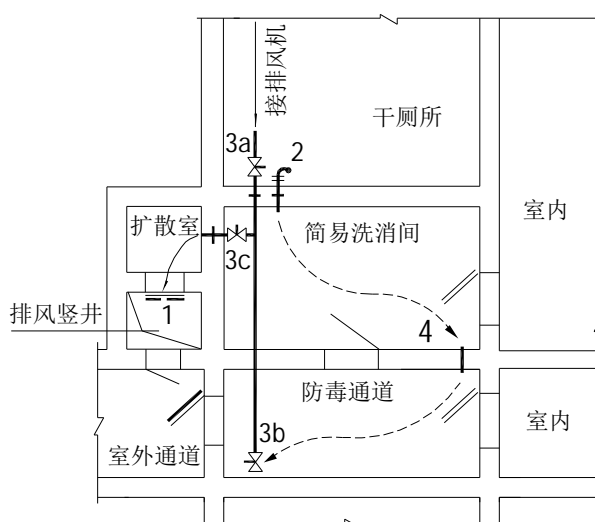 接排风机
干厕所
3a
2
室内
扩散室
简易洗消间
3c
1
排风竖井
4
防毒通道
室内
3b
室外通道